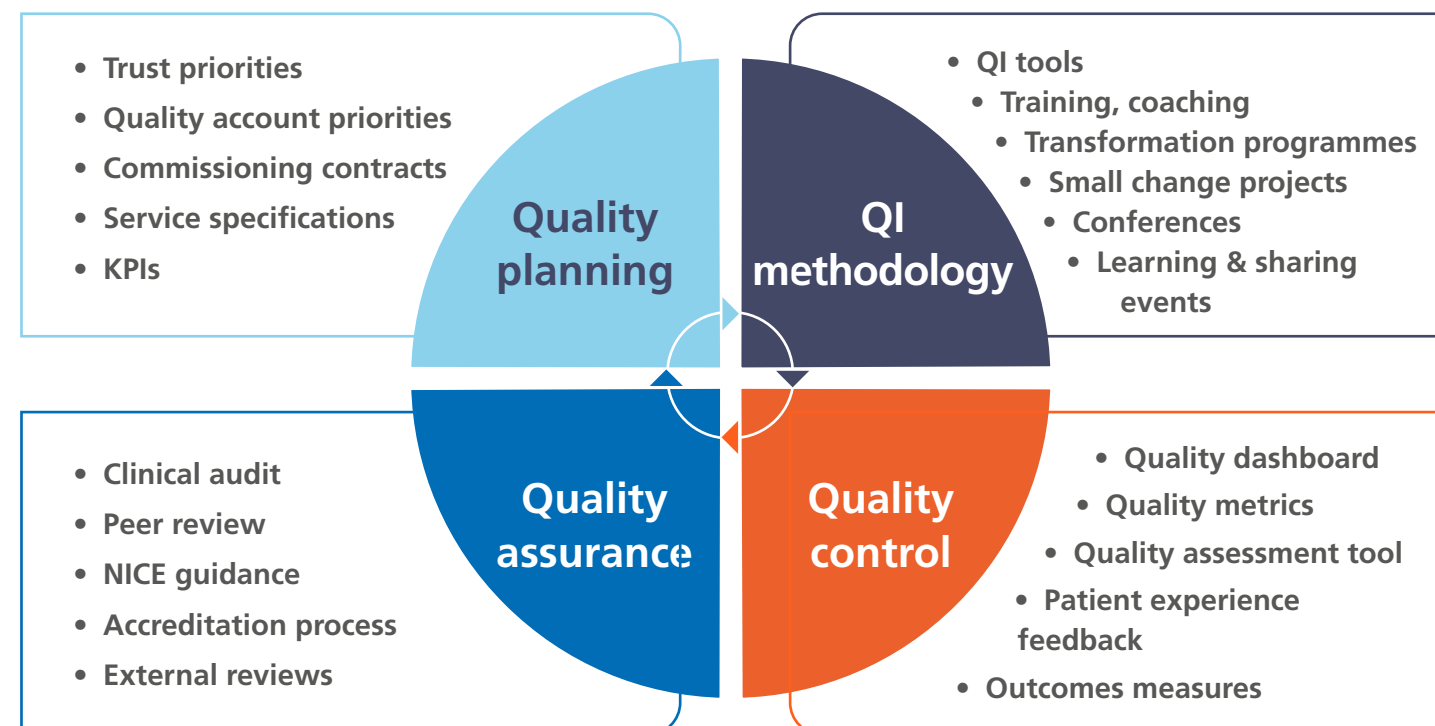 • Trust priorities
• Quality account priorities
• Commissioning contracts
• Service specifications
• KPIs
Quality
planning
QI
methodology
• QI tools
• Training, coaching
• Transformation programmes
• Small change projects
• Conferences
• Learning & sharing
events
• Clinical audit
• Peer review
• NICE guidance
• Accreditation process
• External reviews
Quality
assurance
Quality
control
• Quality dashboard
• Quality metrics
• Quality assessment tool
• Patient experience
feedback
• Outcomes measures